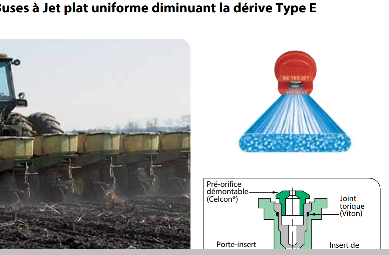 Buses à Jet plat uniforme diminuant la dérive Type E
Pré-orifice
démontable
(Celcon®)
Joint
torique
(Viton)
Porte-insert
Insert de